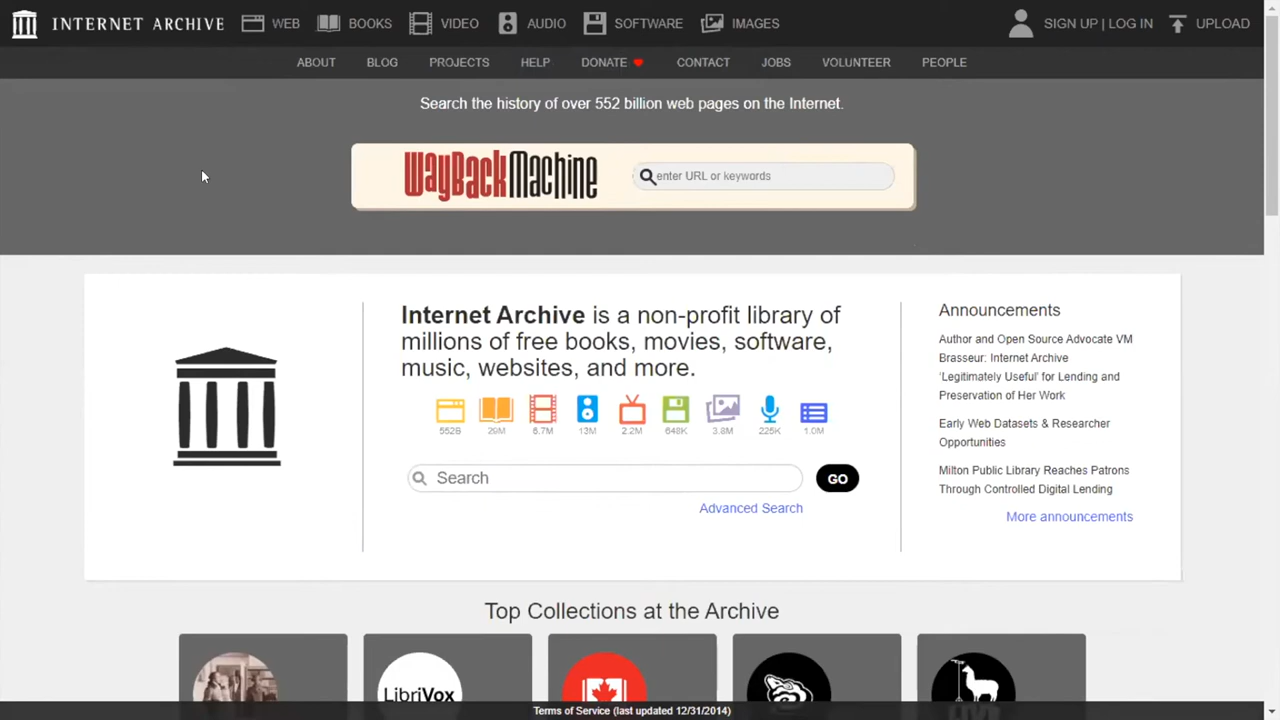 INTERNET ARCHIVE WEB BOOKS VIDEO AUDIO SOFTWARE IMAGES SIGN UP | LOG IN UPLOAD
ABOUT BLOG PROJECTS HELP DONATE CONTACT JOBS VOLUNTEER PEOPLE
Search the history of over 552 billion web pages on the Internet.
WayBackMachine
enter URL or keywords
Internet Archive is a non-profit library of
millions of free books, movies, software,
music, websites, and more.
552B 29M 6.7M 13M 2.2M 648K 3.8M 225K 1.0M
Search
GO
Advanced Search
Announcements
Author and Open Source Advocate VM
Brasseur: Internet Archive
‘Legitimately Useful’ for Lending and
Preservation of Her Work
Early Web Datasets & Researcher
Opportunities
Milton Public Library Reaches Patrons
Through Controlled Digital Lending
More announcements
Top Collections at the Archive
LibriVox
Terms of Service (last updated 12/31/2014)